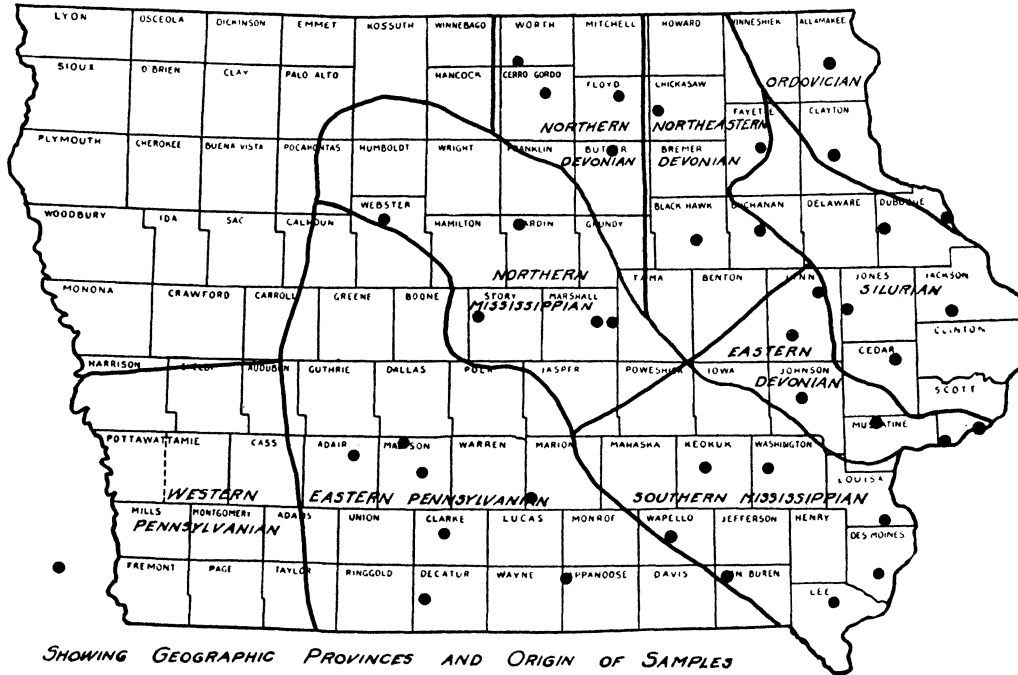 LYON OSCEOLA DICKINSON EMMET KOSSUTH WINNEBAGO WORTH MITCHELL HOWARD WINNESHIEK ALLAMAKEE
SIOUX O'BRIEN CLAY PALO ALTO HANCOCK CERRO GORDO FLOYD CHICKASAW ORDOVICIAN
FAYETTE CLAYTON
NORTHERN NORTHEASTERN
PLYMOUTH CHEROKEE BUENA VISTA POCAHONTAS HUMBOLDT WRIGHT FRANKLIN BUTLER BREMER
DEVONIAN DEVONIAN
WOODBURY IDA SAC CALHOUN WEBSTER HAMILTON HARDIN GRUNDY BLACK HAWK BUCHANAN DELAWARE DUBUQUE
NORTHERN
TAMA BENTON LINN JONES JACKSON
MONONA CRAWFORD CARROLL GREENE BOONE STORY MARSHALL SILURIAN
MISSISSIPPIAN
CLINTON
EASTERN CEDAR
HARRISON SHELBY AUDUBON GUTHRIE DALLAS POLK JASPER POWESHIEK IOWA JOHNSON
DEVONIAN SCOTT
MUSCATINE
POTTAWATTAMIE CASS ADAIR MADISON WARREN MARION MAHASKA KEOKUK WASHINGTON
LOUISA
WESTERN EASTERN PENNSYLVANIAN SOUTHERN MISSISSIPPIAN
MILLS MONTGOMERY ADAMS UNION CLARKE LUCAS MONROE WAPELLO JEFFERSON HENRY
PENNSYLVANIAN
DES MOINES
FREMONT PAGE TAYLOR RINGGOLD DECATUR WAYNE APPANOOSE DAVIS VAN BUREN
LEE
SHOWING GEOGRAPHIC PROVINCES AND ORIGIN OF SAMPLES